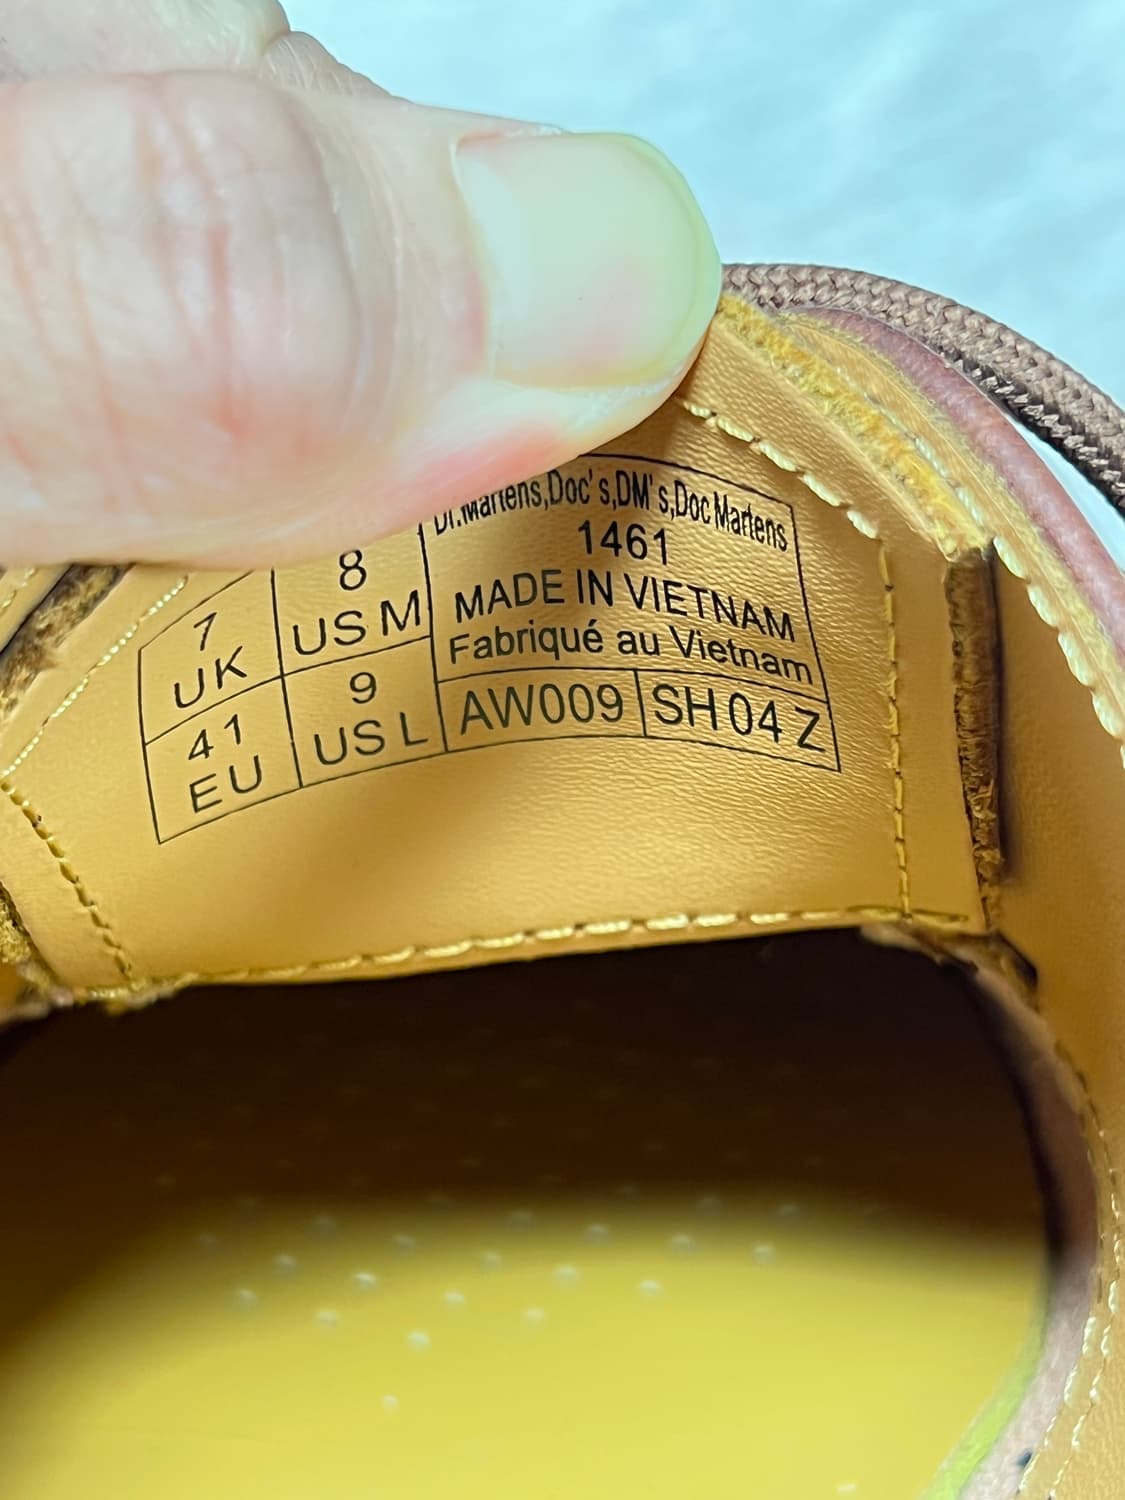 Dr.Martens,Doc's,DM's,Doc Martens
1461
MADE IN VIETNAM
Fabriqué au Vietnam
7
UK
8
US M
41
EU
9
US L
AW009
SH 04 Z